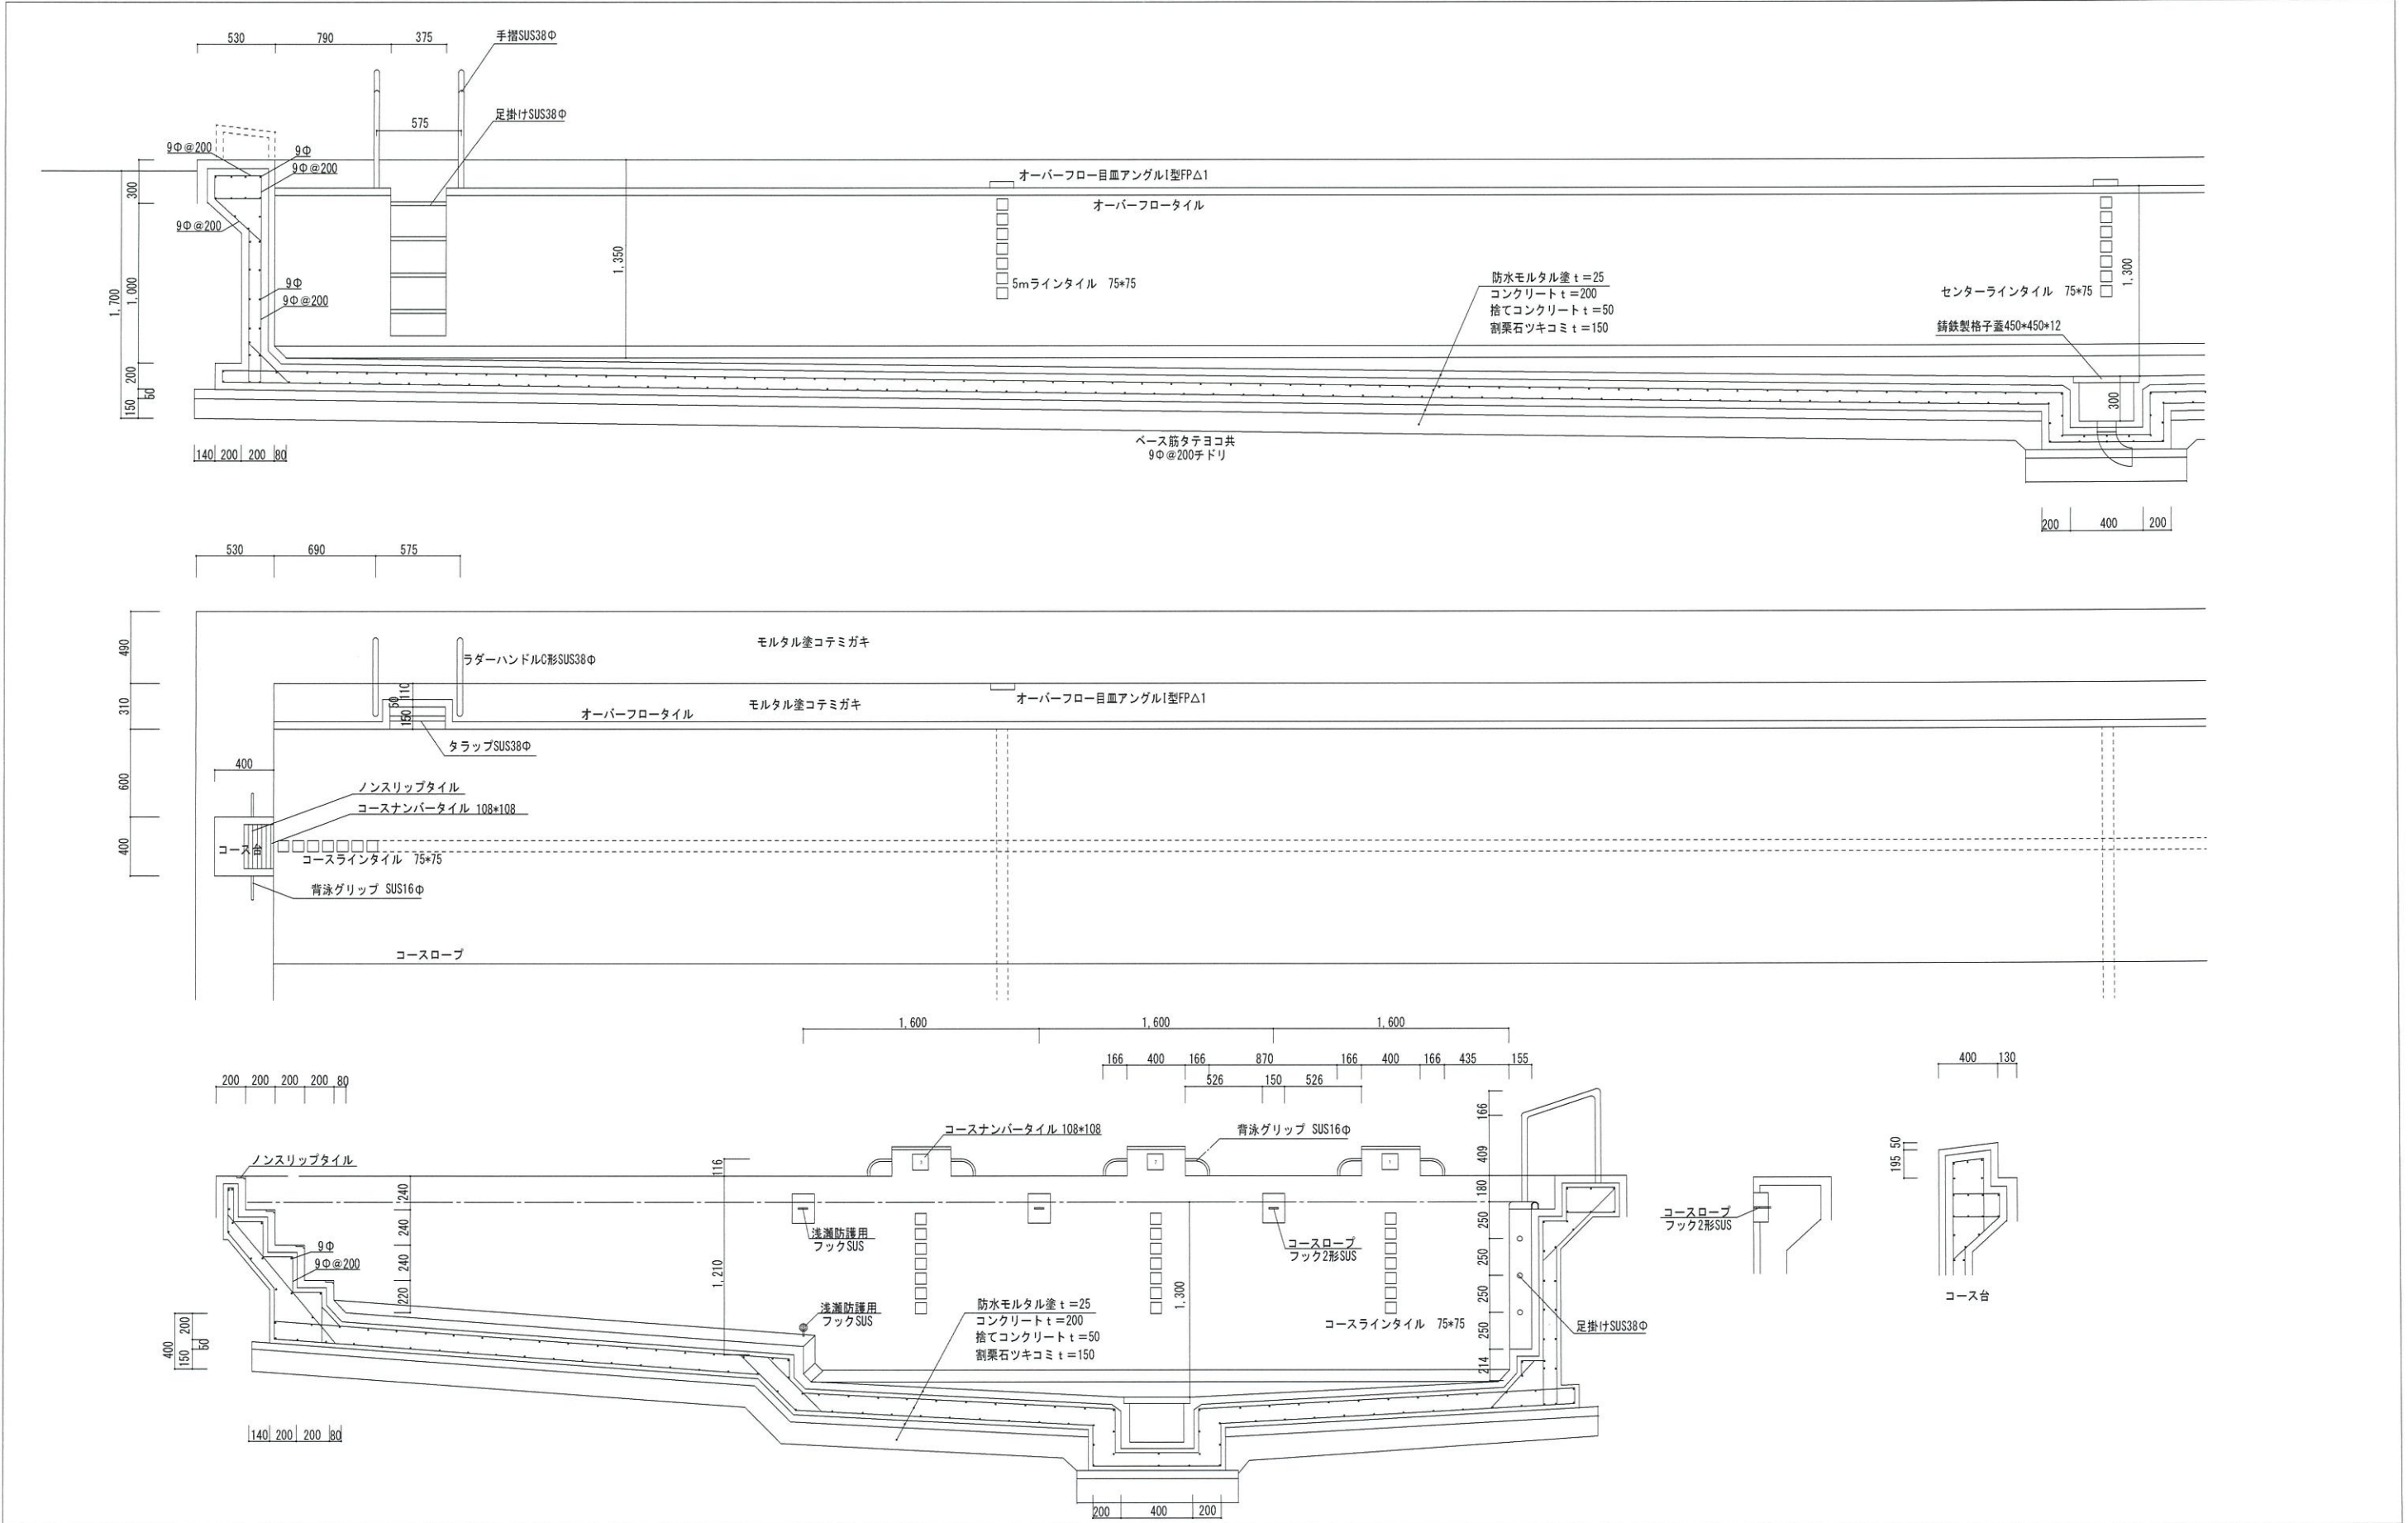 530
790
375
手摺SUS38Φ
足掛けSUS38Φ
575
9Φ@200
9Φ
9Φ@200
9Φ@200
9Φ
9Φ@200
300
1,000
1,700
200
50
150
140
200
200
80
1,350
オーバーフロー目皿アングルI型FP△1
オーバーフロータイル
5mラインタイル 75*75
防水モルタル塗t=25
コンクリートt=200
捨てコンクリートt=50
割栗石ツキコミt=150
センターラインタイル 75*75
1,300
鋳鉄製格子蓋450*450*12
300
ベース筋タテヨコ共
9Φ@200チドリ
200
400
200
530
690
575
490
310
600
400
モルタル塗コテミガキ
ラダーハンドルC形SUS38Φ
110
50
150
オーバーフロータイル
モルタル塗コテミガキ
オーバーフロー目皿アングルI型FP△1
タラップSUS38Φ
400
ノンスリップタイル
コースナンバータイル 108*108
コース台
コースラインタイル 75*75
背泳グリップ SUS16Φ
コースロープ
1,600
1,600
1,600
166
400
166
870
166
400
166
435
155
526
150
526
200
200
200
200
80
ノンスリップタイル
コースナンバータイル 108*108
背泳グリップ SUS16Φ
116
240
240
240
220
9Φ
9Φ@200
1,210
浅瀬防護用
フックSUS
コースロープ
フック2形SUS
1,300
166
409
180
250
250
250
250
214
浅瀬防護用
フックSUS
防水モルタル塗t=25
コンクリートt=200
捨てコンクリートt=50
割栗石ツキコミt=150
コースラインタイル 75*75
足掛けSUS38Φ
400
200
50
150
140
200
200
80
200
400
200
コースロープ
フック2形SUS
400
130
50
195
コース台